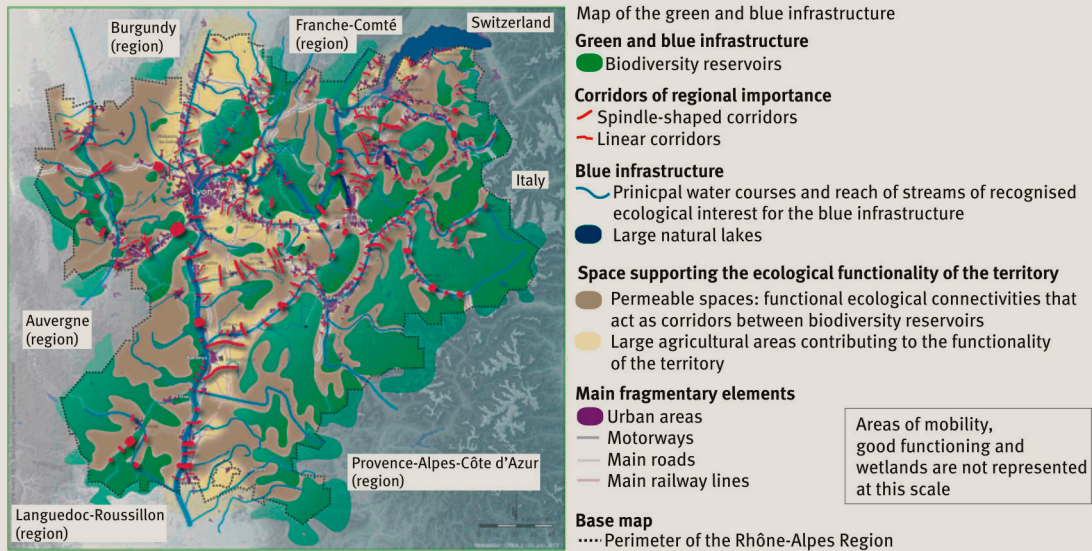 Burgundy
(region)
Franche-Comté
(region)
Switzerland
Italy
Lyon
Auvergne
(region)
Provence-Alpes-Côte d'Azur
(region)
Languedoc-Roussillon
(region)
Map of the green and blue infrastructure
Green and blue infrastructure
Biodiversity reservoirs
Corridors of regional importance
Spindle-shaped corridors
Linear corridors
Blue infrastructure
Prinicpal water courses and reach of streams of recognised
ecological interest for the blue infrastructure
Large natural lakes
Space supporting the ecological functionality of the territory
Permeable spaces: functional ecological connectivities that
act as corridors between biodiversity reservoirs
Large agricultural areas contributing to the functionality
of the territory
Main fragmentary elements
Urban areas
Motorways
Main roads
Main railway lines
Areas of mobility,
good functioning and
wetlands are not represented
at this scale
Base map
Perimeter of the Rhône-Alpes Region